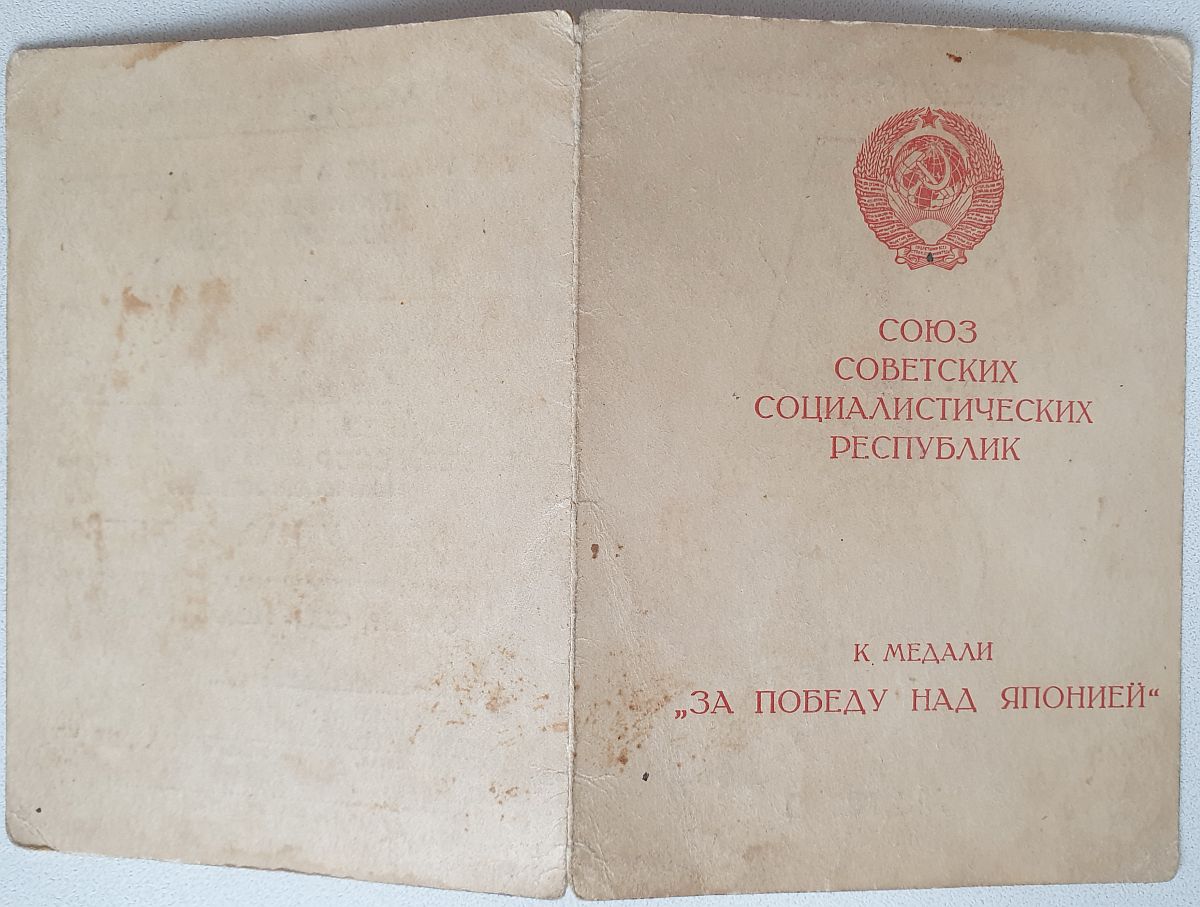 СОЮЗ
СОВЕТСКИХ
СОЦИАЛИСТИЧЕСКИХ
РЕСПУБЛИК
К МЕДАЛИ
„ЗА ПОБЕДУ НАД ЯПОНИЕЙ“